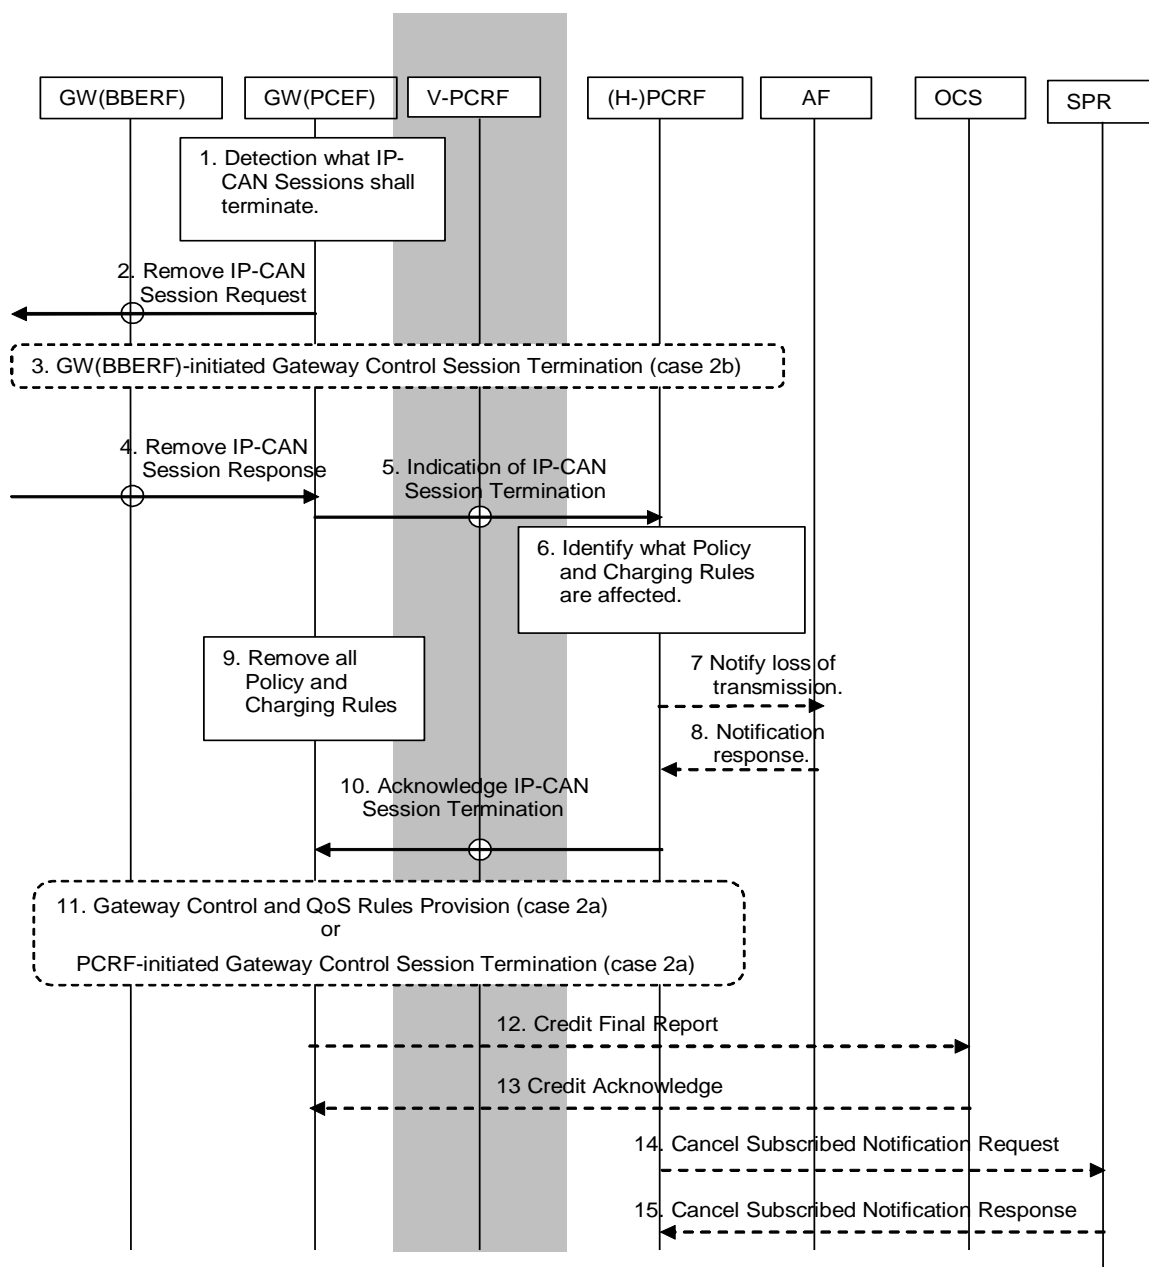 GW(BBERF)
GW(PCEF)
V-PCRF
(H-)PCRF
AF
OCS
SPR
1. Detection what IP-
CAN Sessions shall
terminate.
2. Remove IP-CAN
Session Request
3. GW(BBERF)-initiated Gateway Control Session Termination (case 2b)
4. Remove IP-CAN
Session Response
5. Indication of IP-CAN
Session Termination
6. Identify what Policy
and Charging Rules
are affected.
9. Remove all
Policy and
Charging Rules
7 Notify loss of
transmission.
8. Notification
response.
10. Acknowledge IP-CAN
Session Termination
11. Gateway Control and QoS Rules Provision (case 2a)
or
PCRF-initiated Gateway Control Session Termination (case 2a)
12. Credit Final Report
13 Credit Acknowledge
14. Cancel Subscribed Notification Request
15. Cancel Subscribed Notification Response